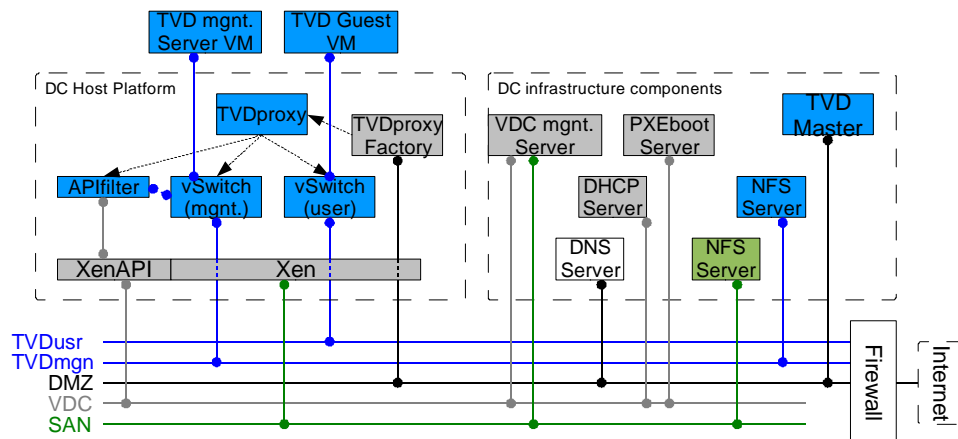 TVD mgnt.
Server VM
TVD Guest
VM
DC Host Platform
DC infrastructure components
TVDproxy
TVDproxy
Factory
VDC mgnt.
Server
PXEboot
Server
TVD
Master
APIfilter
vSwitch
(mgnt.)
vSwitch
(user)
DHCP
Server
NFS
Server
DNS
Server
NFS
Server
XenAPI
Xen
TVDusr
TVDmgn
DMZ
VDC
SAN
Firewall
Internet